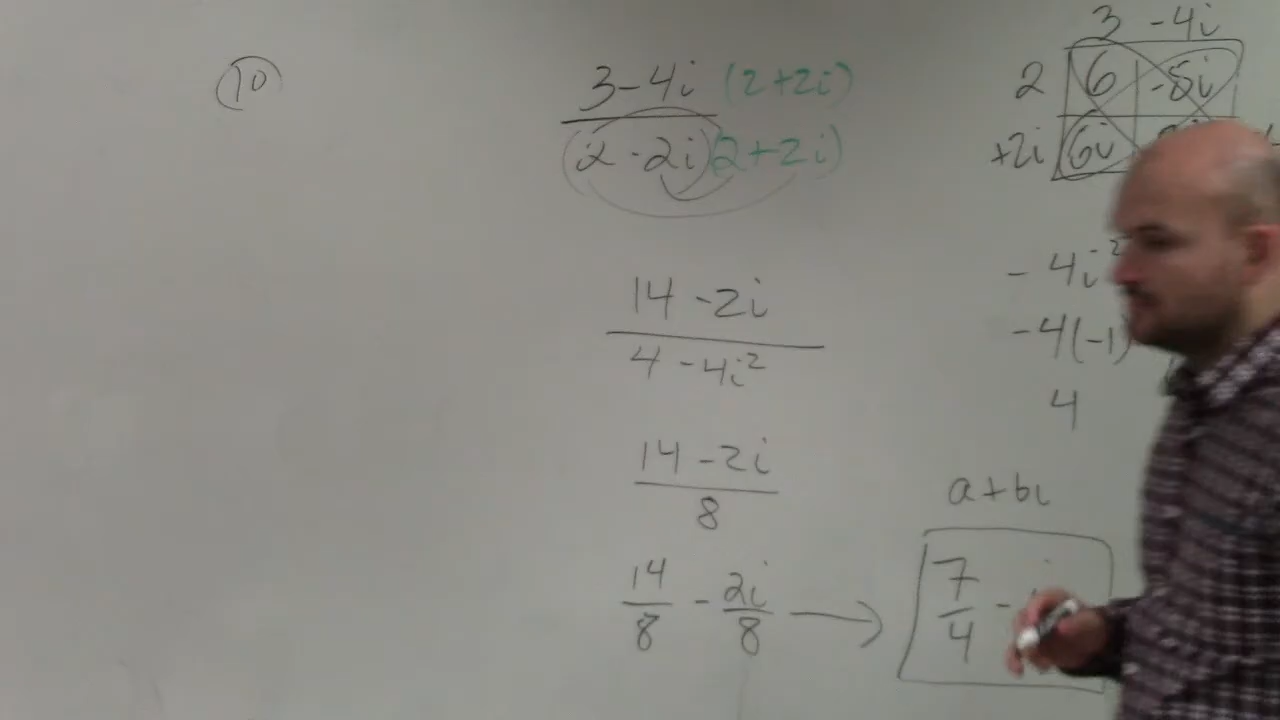 10
3-4i (2+2i)
(2-2i)(2+2i)
14-2i
4-4i²
14-2i
8
14/8 - 2i/8 →
3 -4i
2 6 -8i
+2i 6i
-4i²
-4(-1)
4
a+bi
7/4 -